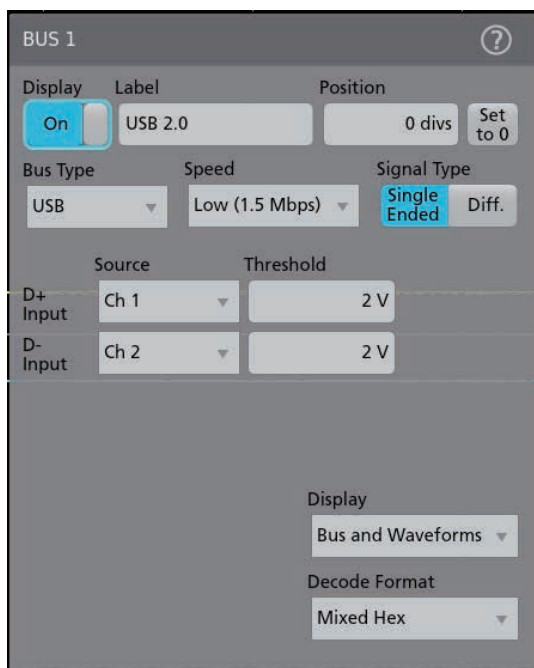 BUS 1
?
Display Label Position
On USB 2.0 0 divs Set to 0
Bus Type Speed Signal Type
USB Low (1.5 Mbps) Single Ended Diff.
Source Threshold
D+ Input Ch 1 2 V
D- Input Ch 2 2 V
Display
Bus and Waveforms
Decode Format
Mixed Hex